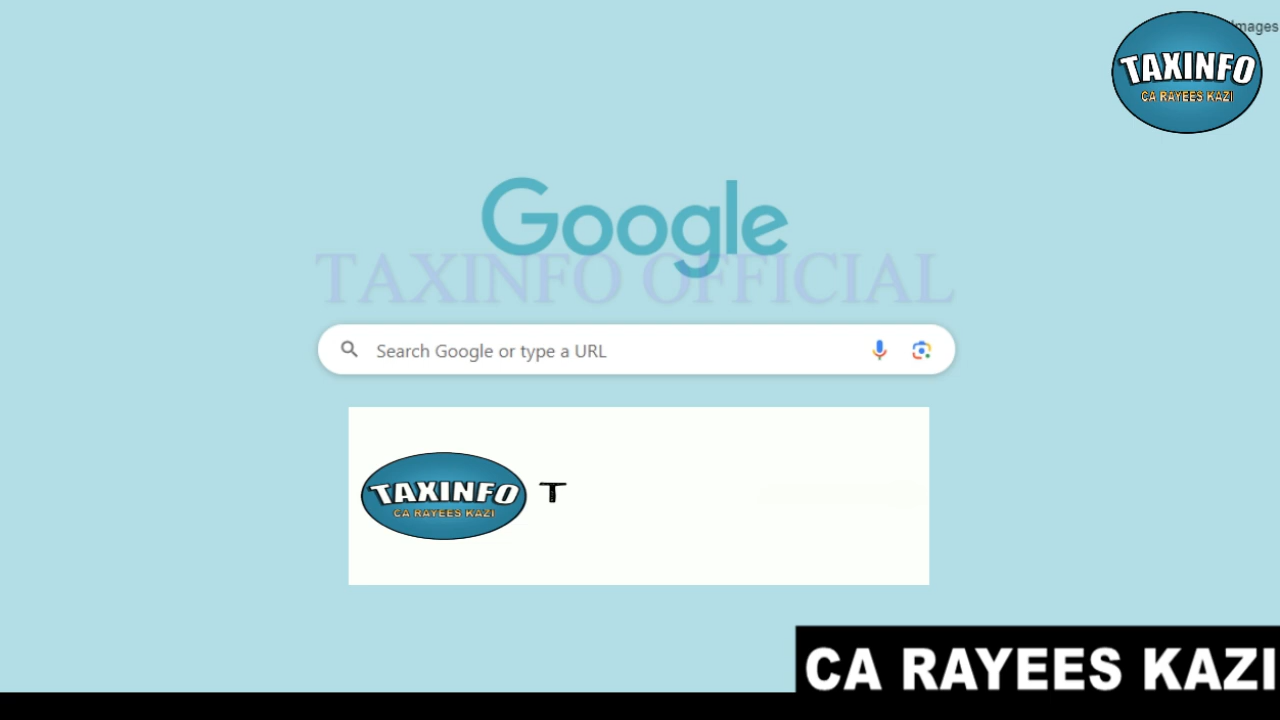 Images
TAXINFO
CA RAYEES KAZI
Google
TAXINFO OFFICIAL
Search Google or type a URL
TAXINFO
CA RAYEES KAZI
T
CA RAYEES KAZI